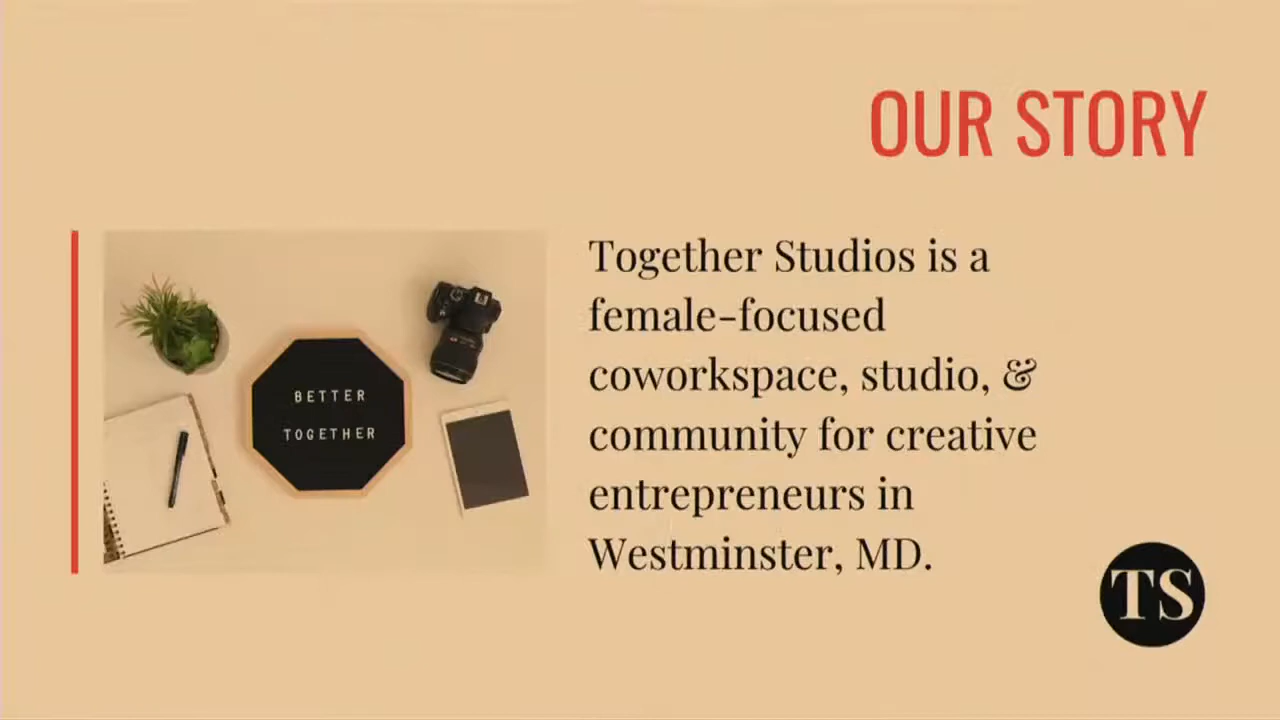 OUR STORY
BETTER
TOGETHER
Together Studios is a
female-focused
coworkspace, studio, &
community for creative
entrepreneurs in
Westminster, MD.
TS